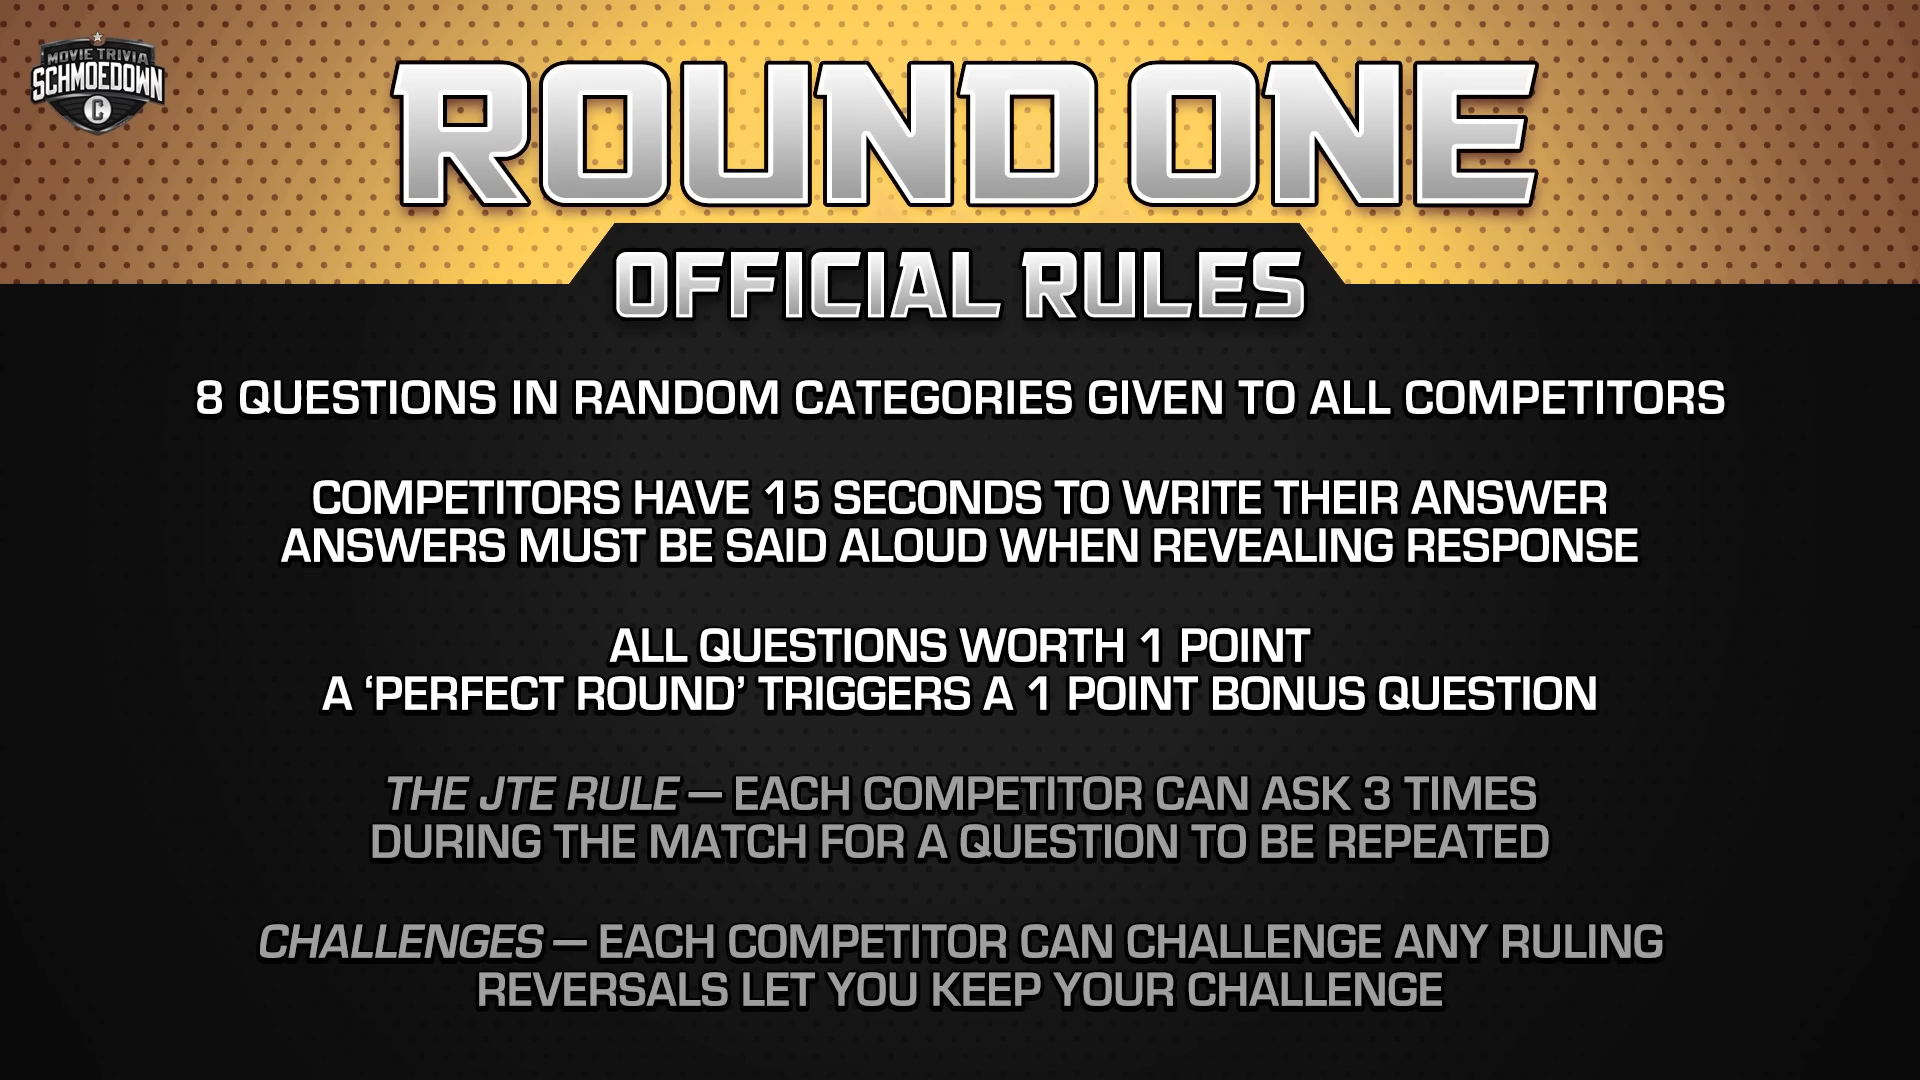 MOVIE TRIVIA
SCHMOEDOWN
C
ROUND ONE
OFFICIAL RULES
8 QUESTIONS IN RANDOM CATEGORIES GIVEN TO ALL COMPETITORS
COMPETITORS HAVE 15 SECONDS TO WRITE THEIR ANSWER
ANSWERS MUST BE SAID ALOUD WHEN REVEALING RESPONSE
ALL QUESTIONS WORTH 1 POINT
A ‘PERFECT ROUND’ TRIGGERS A 1 POINT BONUS QUESTION
THE JTE RULE — EACH COMPETITOR CAN ASK 3 TIMES
DURING THE MATCH FOR A QUESTION TO BE REPEATED
CHALLENGES — EACH COMPETITOR CAN CHALLENGE ANY RULING
REVERSALS LET YOU KEEP YOUR CHALLENGE